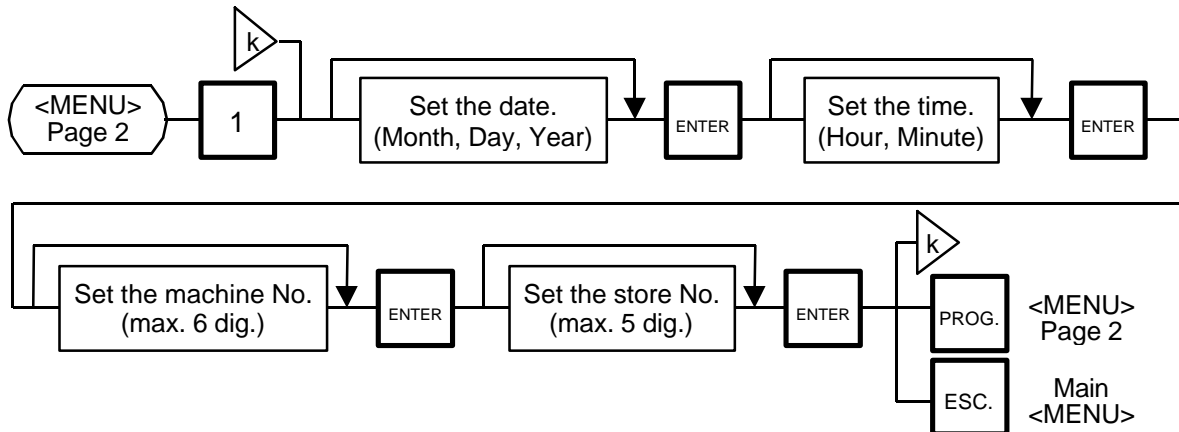 k
<MENU>
Page 2
1
Set the date.
(Month, Day, Year)
ENTER
Set the time.
(Hour, Minute)
ENTER
Set the machine No.
(max. 6 dig.)
ENTER
Set the store No.
(max. 5 dig.)
ENTER
k
PROG.
<MENU>
Page 2
ESC.
Main
<MENU>